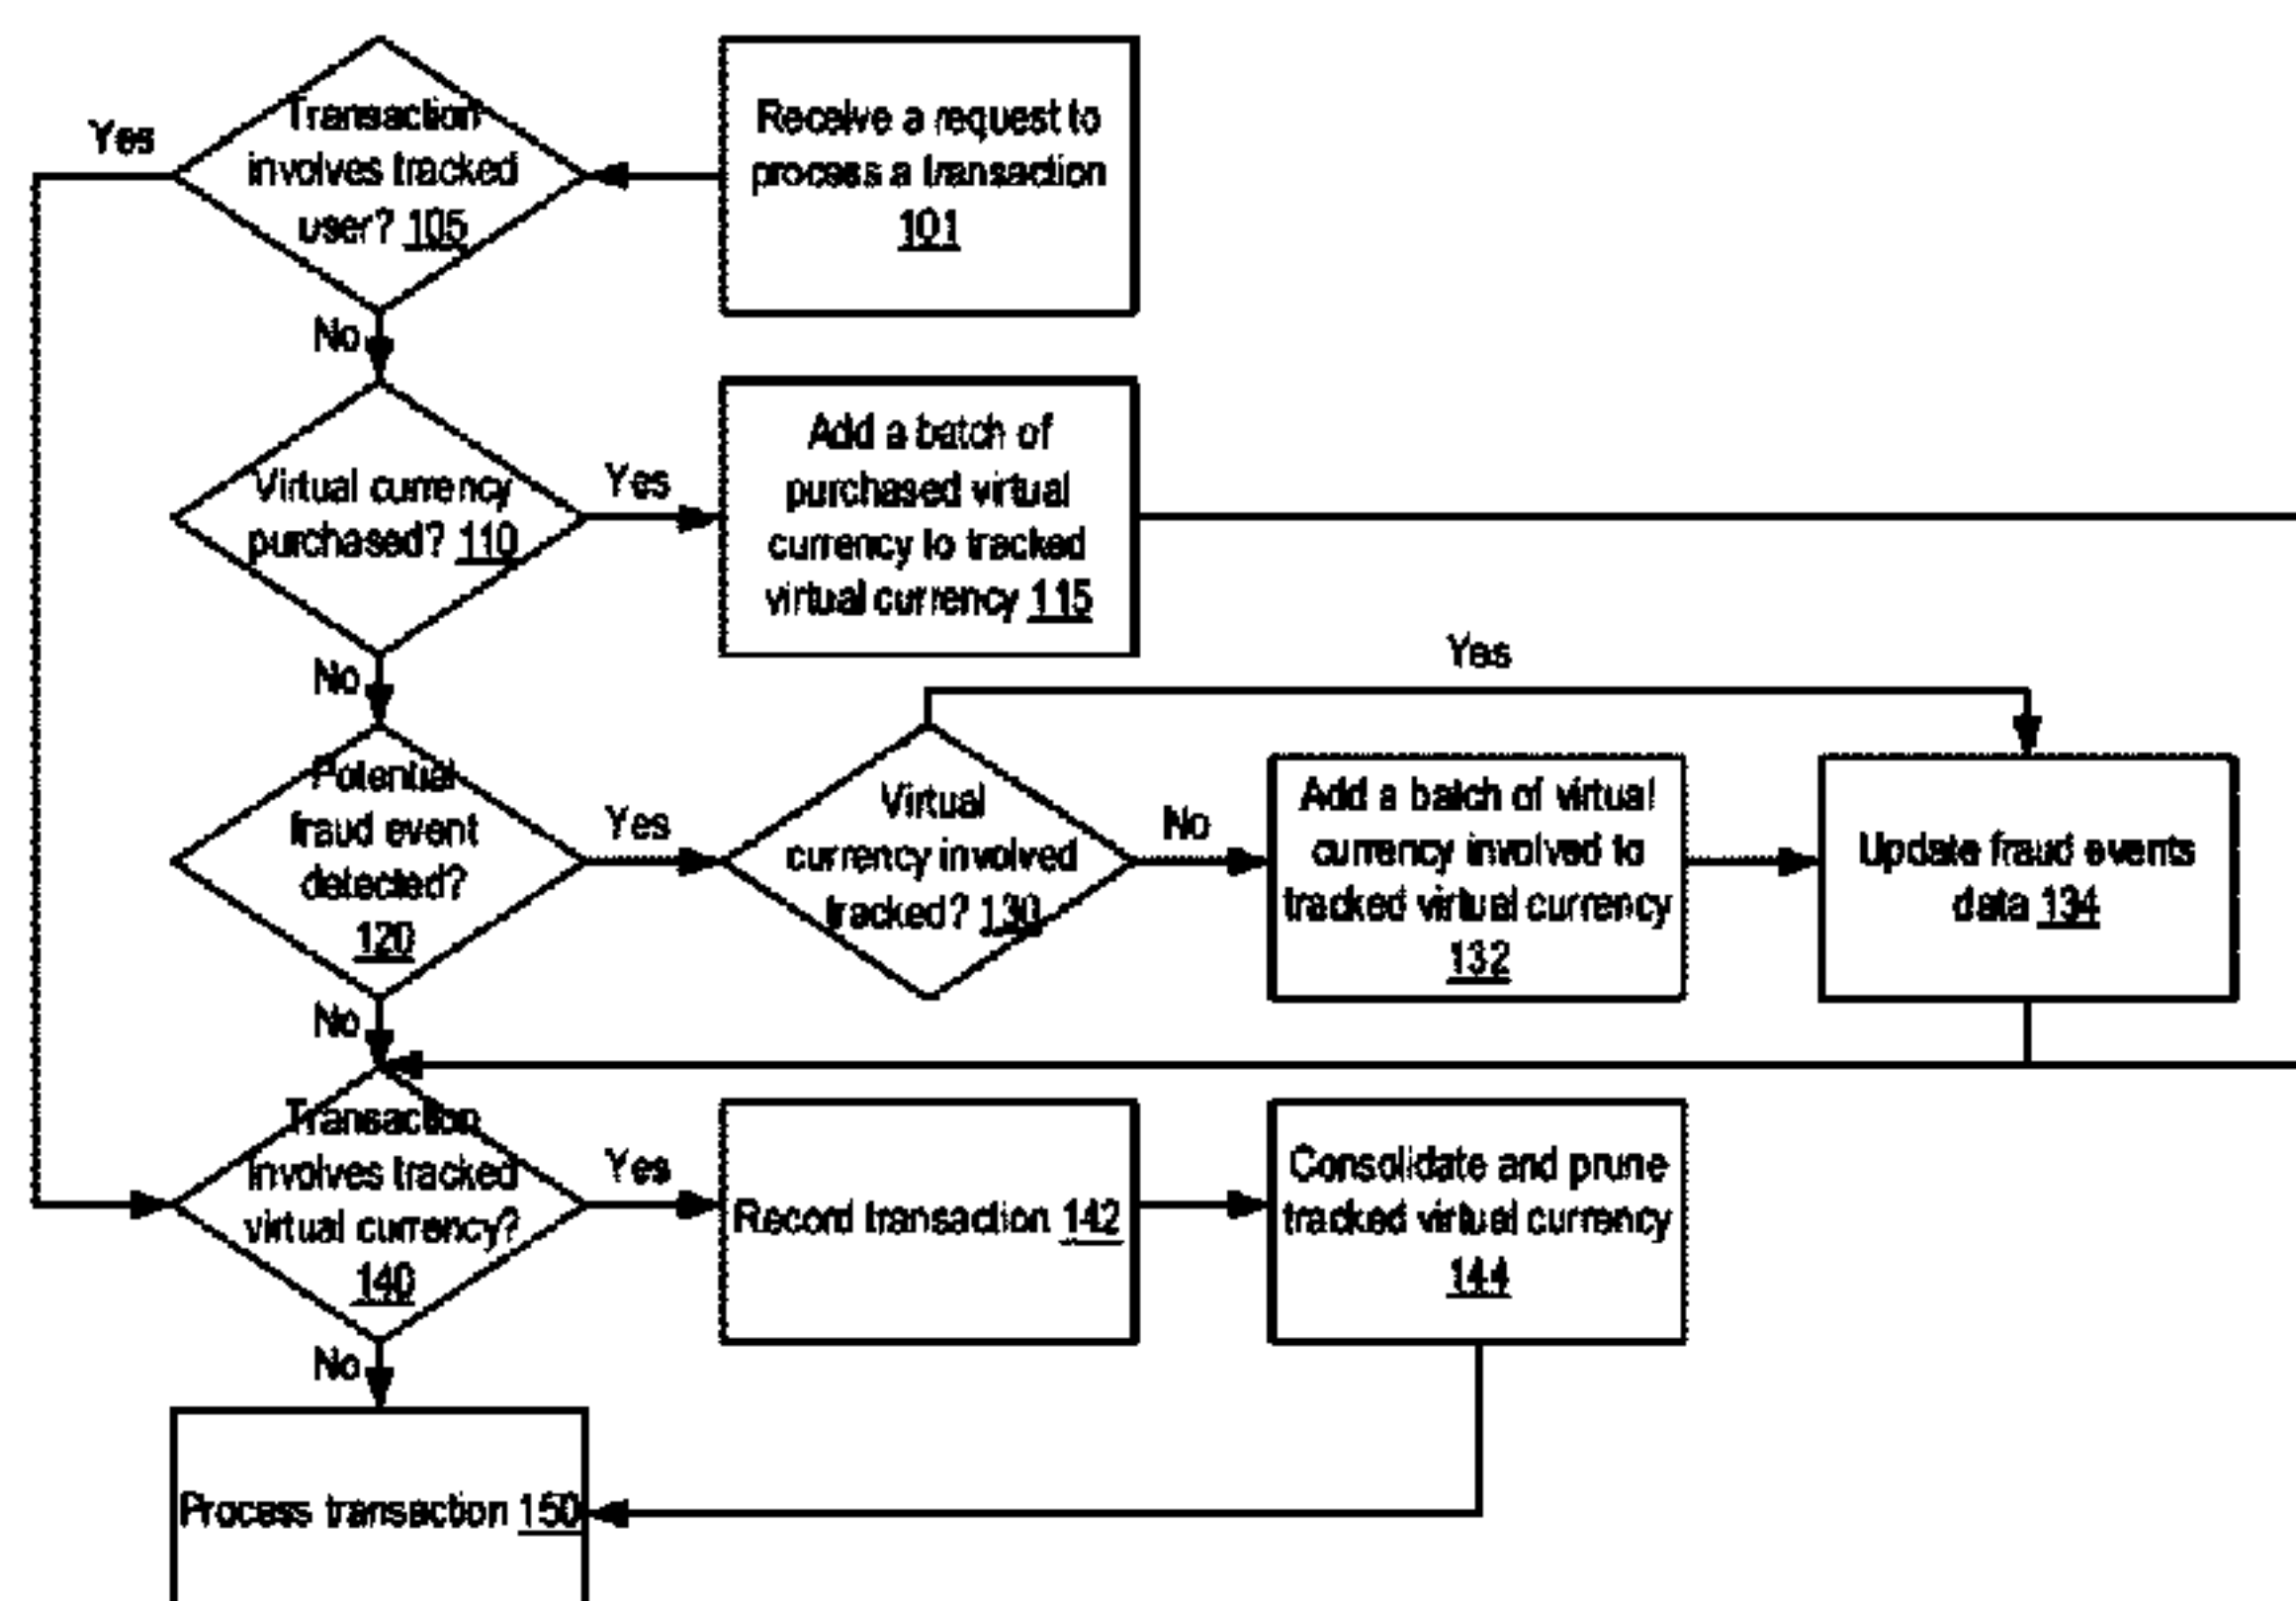 Yes
Transaction
involves tracked
user? 105
Receive a request to
process a transaction
101
No
Virtual currency
purchased? 110
Yes
Add a batch of
purchased virtual
currency to tracked
virtual currency 115
No
Yes
Potential
fraud event
detected?
120
Yes
Virtual
currency involved
tracked? 130
No
Add a batch of virtual
currency involved to
tracked virtual currency
132
Update fraud events
data 134
No
Transaction
involves tracked
virtual currency?
140
Yes
Record transaction 142
Consolidate and prune
tracked virtual currency
144
No
Process transaction 150